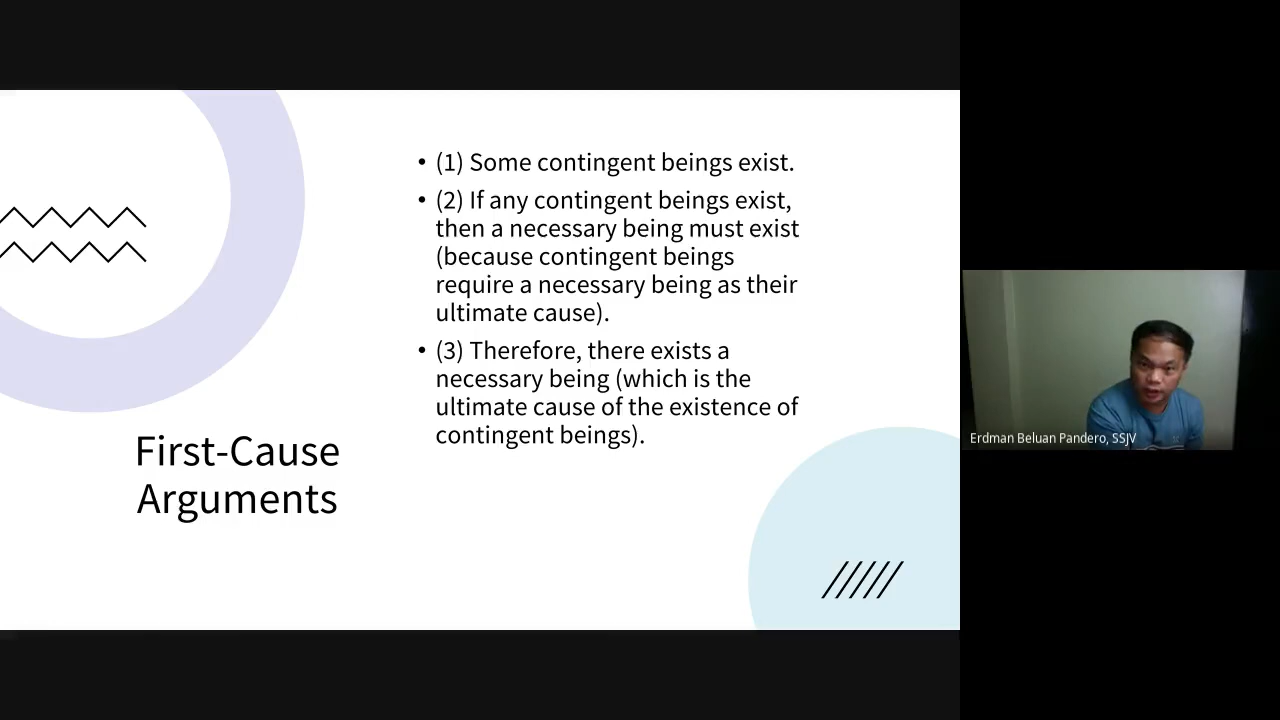 • (1) Some contingent beings exist.
• (2) If any contingent beings exist,
then a necessary being must exist
(because contingent beings
require a necessary being as their
ultimate cause).
• (3) Therefore, there exists a
necessary being (which is the
ultimate cause of the existence of
contingent beings).
First-Cause
Arguments
Erdman Beluan Pandero, SSJV